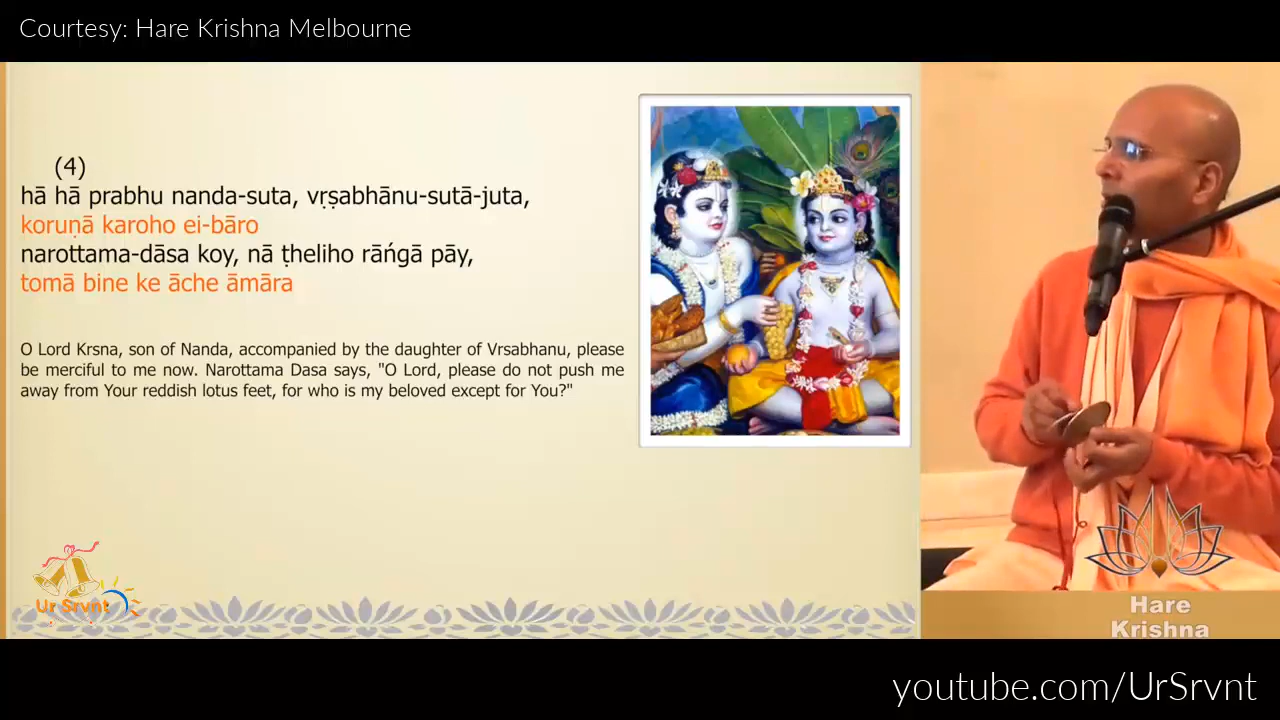 Courtesy: Hare Krishna Melbourne
(4)
hā hā prabhu nanda-suta, vṛṣabhānu-sutā-juta,
koruṇā karoho ei-bāro
narottama-dāsa koy, nā ṭheliho rāńgā pāy,
tomā bine ke āche āmāra
O Lord Krsna, son of Nanda, accompanied by the daughter of Vrsabhanu, please
be merciful to me now. Narottama Dasa says, "O Lord, please do not push me
away from Your reddish lotus feet, for who is my beloved except for You?"
Ur Srvnt
Hare
Krishna
youtube.com/UrSrvnt